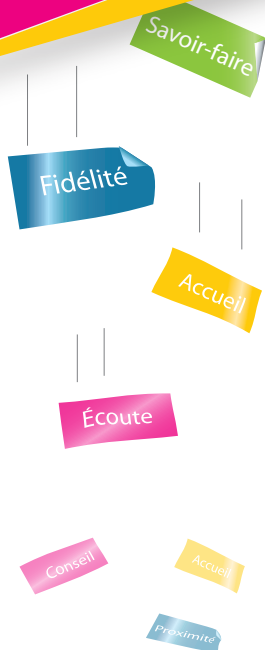 Savoir-faire
Fidélité
Accueil
Écoute
Conseil
Accueil
Proximité